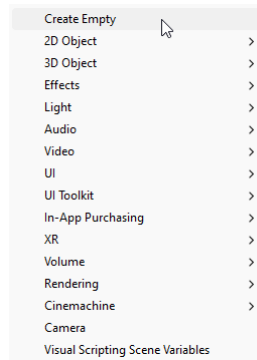 Create Empty
2D Object
3D Object
Effects
Light
Audio
Video
UI
UI Toolkit
In-App Purchasing
XR
Volume
Rendering
Cinemachine
Camera
Visual Scripting Scene Variables